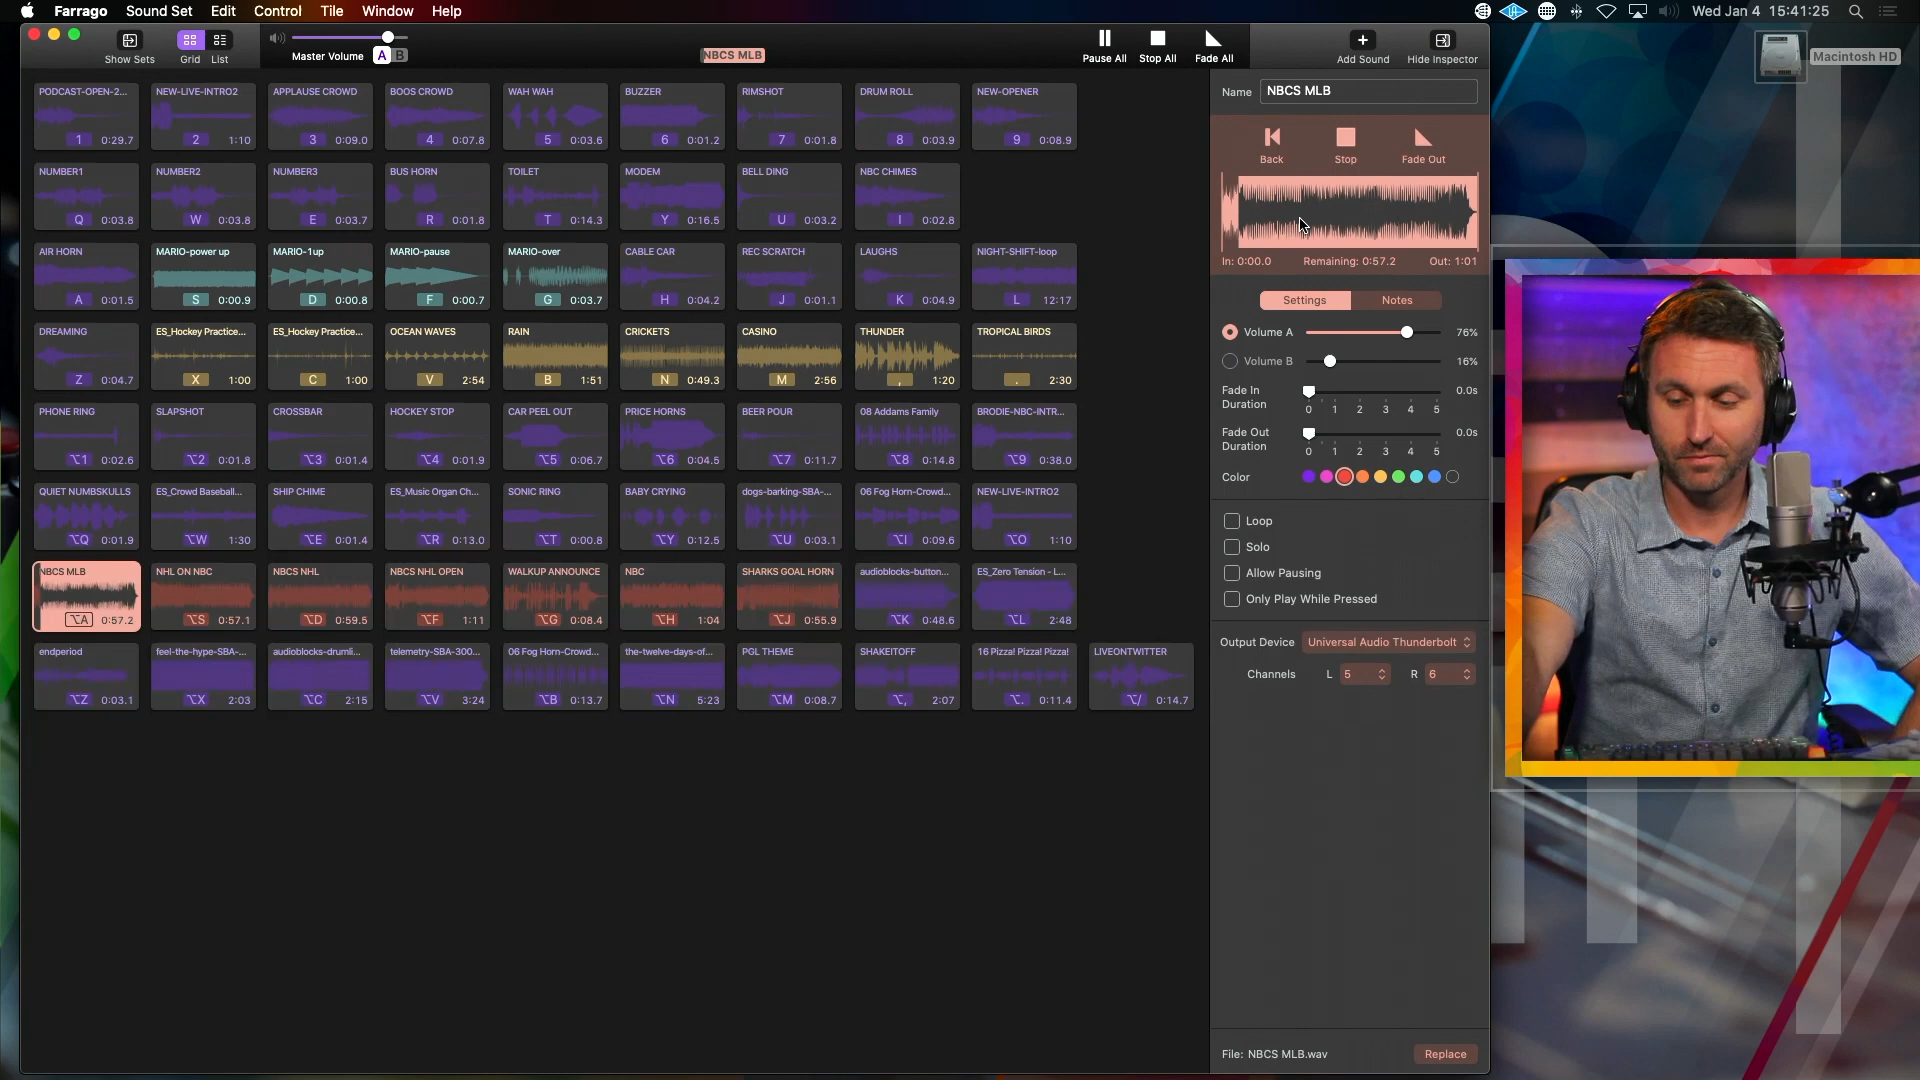 Farrago Sound Set Edit Control Tile Window Help Wed Jan 4 15:41:25
Macintosh HD
Show Sets Grid List Master Volume A B NBCS MLB Pause All Stop All Fade All Add Sound Hide Inspector
PODCAST-OPEN-2... NEW-LIVE-INTRO2 APPLAUSE CROWD BOOS CROWD WAH WAH BUZZER RIMSHOT DRUM ROLL NEW-OPENER
1 0:29.7 2 1:10 3 0:09.0 4 0:07.8 5 0:03.6 6 0:01.2 7 0:01.8 8 0:03.9 9 0:08.9
NUMBER1 NUMBER2 NUMBER3 BUS HORN TOILET MODEM BELL DING NBC CHIMES
Q 0:03.8 W 0:03.8 E 0:03.7 R 0:01.8 T 0:14.3 Y 0:16.5 U 0:03.2 I 0:02.8
AIR HORN MARIO-power up MARIO-1up MARIO-pause MARIO-over CABLE CAR REC SCRATCH LAUGHS NIGHT-SHIFT-loop
A 0:01.5 S 0:00.9 D 0:00.8 F 0:00.7 G 0:03.7 H 0:04.2 J 0:01.1 K 0:04.9 L 12:17
DREAMING ES_Hockey Practice... ES_Hockey Practice... OCEAN WAVES RAIN CRICKETS CASINO THUNDER TROPICAL BIRDS
Z 0:04.7 X 1:00 C 1:00 V 2:54 B 1:51 N 0:49.3 M 2:56 , 1:20 . 2:30
PHONE RING SLAPSHOT CROSSBAR HOCKEY STOP CAR PEEL OUT PRICE HORNS BEER POUR 08 Addams Family BRODIE-NBC-INTR...
⌥1 0:02.6 ⌥2 0:01.8 ⌥3 0:01.4 ⌥4 0:01.9 ⌥5 0:06.7 ⌥6 0:04.5 ⌥7 0:11.7 ⌥8 0:14.8 ⌥9 0:38.0
QUIET NUMBSKULLS ES_Crowd Baseball... SHIP CHIME ES_Music Organ Ch... SONIC RING BABY CRYING dogs-barking-SBA-... 06 Fog Horn-Crowd... NEW-LIVE-INTRO2
⌥Q 0:01.9 ⌥W 1:30 ⌥E 0:01.4 ⌥R 0:13.0 ⌥T 0:00.8 ⌥Y 0:12.5 ⌥U 0:03.1 ⌥I 0:09.6 ⌥O 1:10
NBCS MLB NHL ON NBC NBCS NHL NBCS NHL OPEN WALKUP ANNOUNCE NBC SHARKS GOAL HORN audioblocks-button... ES_Zero Tension - L...
⌥A 0:57.2 ⌥S 0:57.1 ⌥D 0:59.5 ⌥F 1:11 ⌥G 0:08.4 ⌥H 1:04 ⌥J 0:55.9 ⌥K 0:48.6 ⌥L 2:48
endperiod feel-the-hype-SBA-... audioblocks-drumli... telemetry-SBA-300... 06 Fog Horn-Crowd... the-twelve-days-of... PGL THEME SHAKEITOFF 16 Pizza! Pizza! Pizza! LIVEONTWITTER
⌥Z 0:03.1 ⌥X 2:03 ⌥C 2:15 ⌥V 3:24 ⌥B 0:13.7 ⌥N 5:23 ⌥M 0:08.7 ⌥, 2:07 ⌥. 0:11.4 ⌥/ 0:14.7
Name NBCS MLB
Back Stop Fade Out
In: 0:00.0 Remaining: 0:57.2 Out: 1:01
Settings Notes
Volume A 76%
Volume B 16%
Fade In Duration 0.0s
0 1 2 3 4 5
Fade Out Duration 0.0s
0 1 2 3 4 5
Color
Loop
Solo
Allow Pausing
Only Play While Pressed
Output Device Universal Audio Thunderbolt
Channels L 5 R 6
File: NBCS MLB.wav Replace